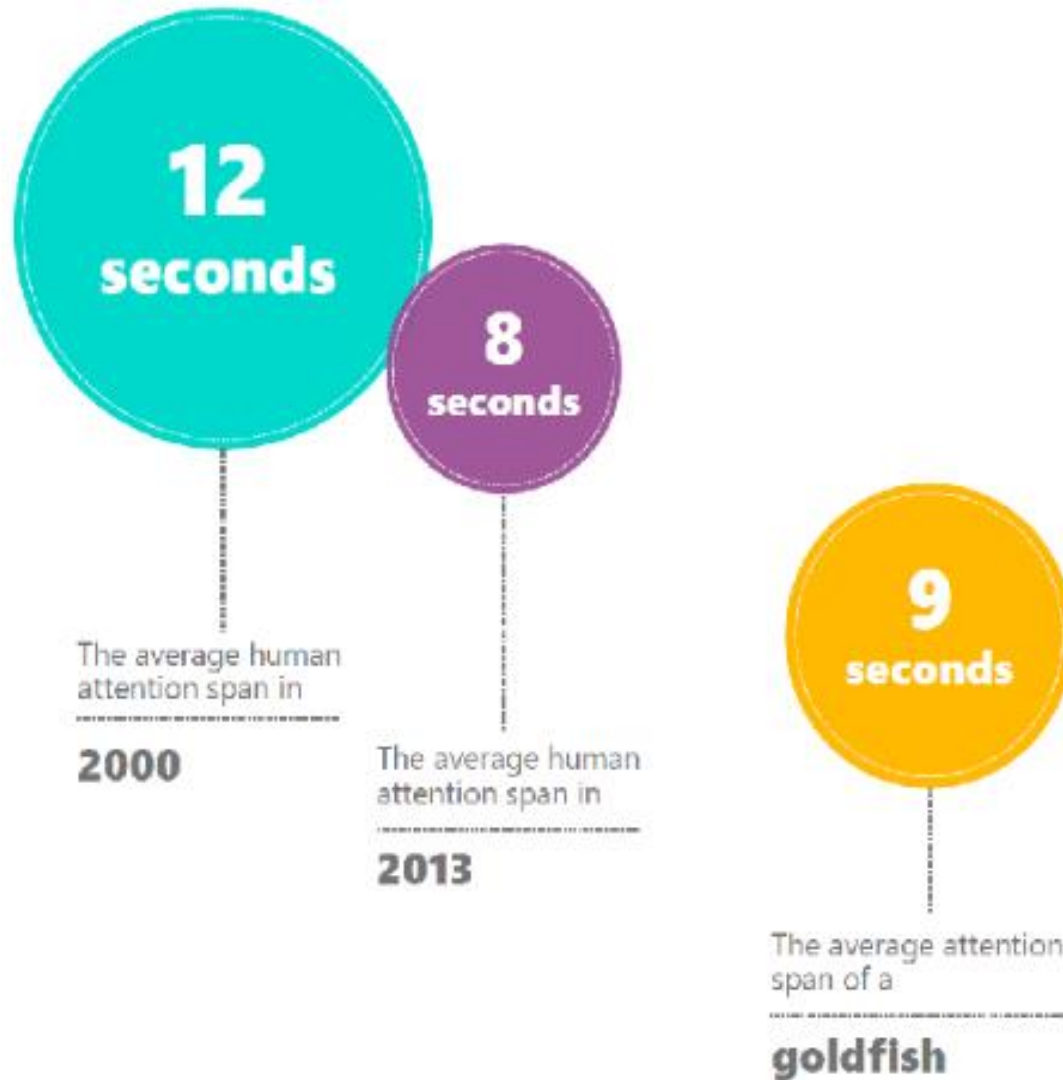 12
seconds
The average human
attention span in
2000
8
seconds
The average human
attention span in
2013
9
seconds
The average attention
span of a
goldfish